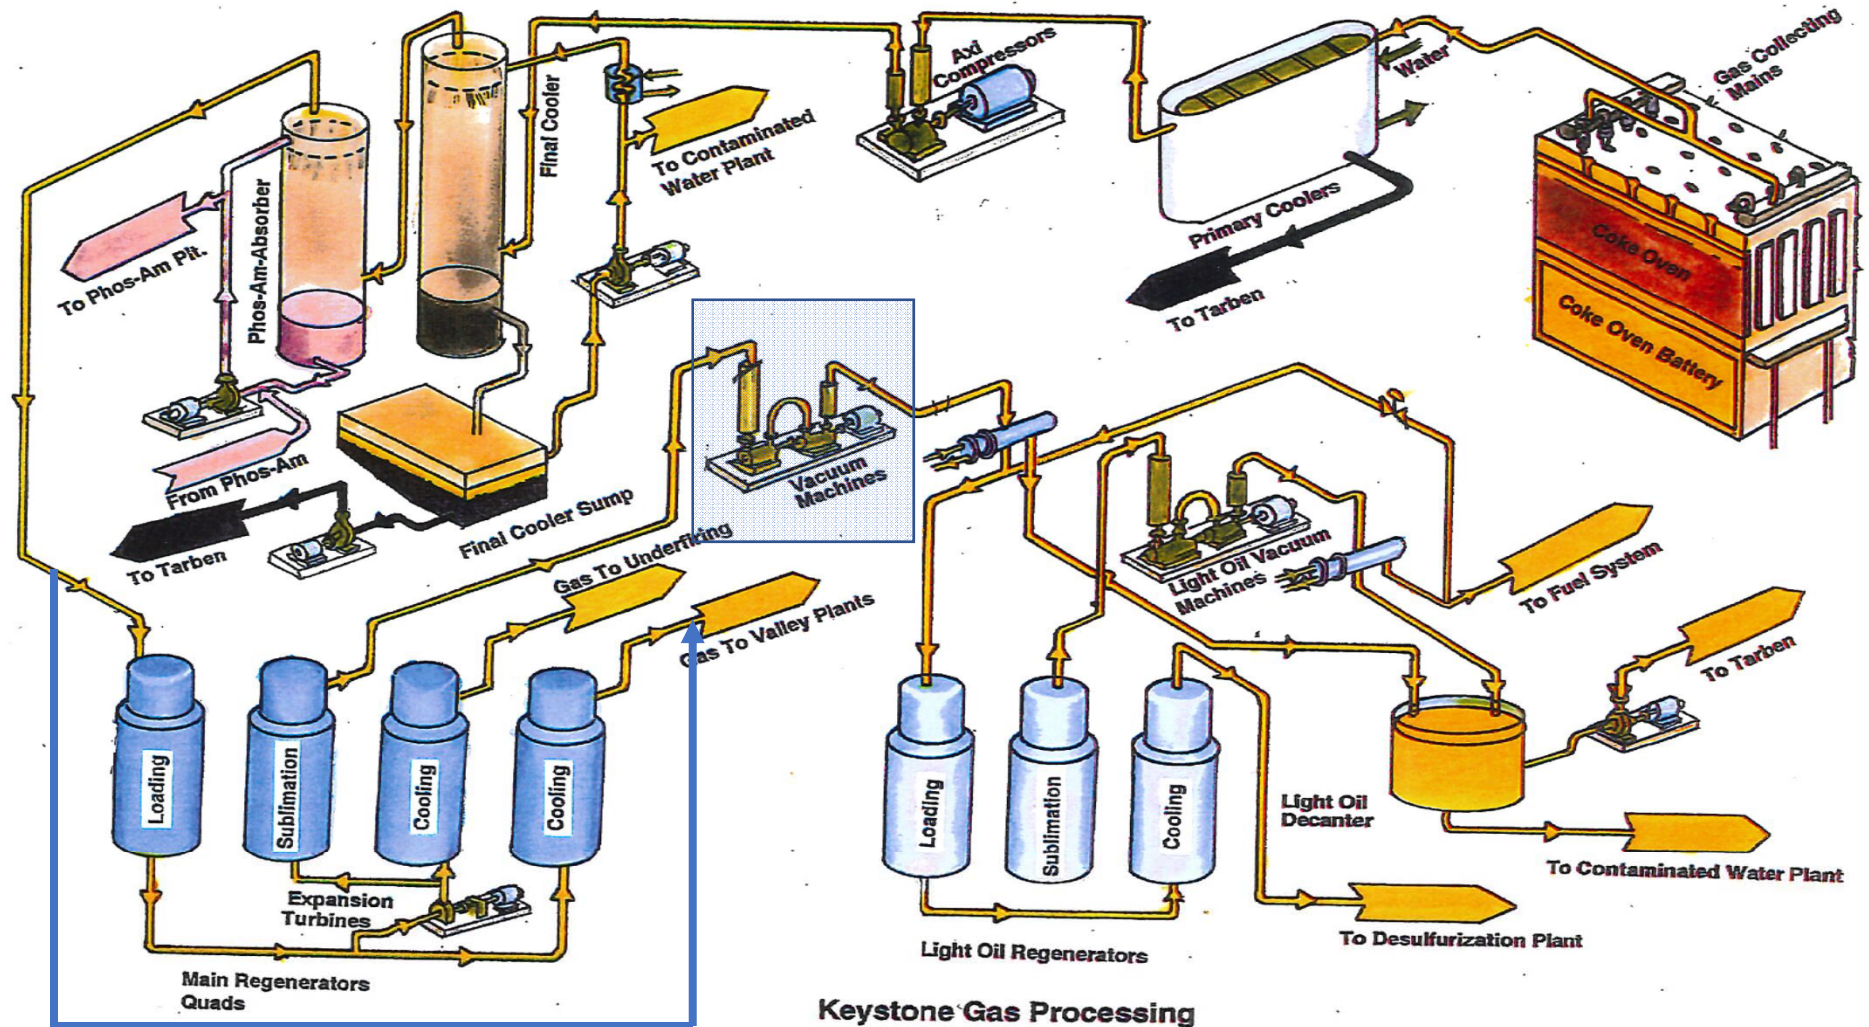 Gas Collecting
Mains
Axi
Compressors
Water
Final Cooler
To Contaminated
Water Plant
Phos-Am-Absorber
To Phos-Am Plt.
Primary Coolers
To Tarben
Coke Oven
Coke Oven Battery
From Phos-Am
To Tarben
Final Cooler Sump
Vacuum
Machines
Gas To Underfiring
Gas To Valley Plants
Light Oil Vacuum
Machines
To Fuel System
To Tarben
Loading
Sublimation
Cooling
Cooling
Loading
Sublimation
Cooling
Light Oil
Decanter
To Contaminated Water Plant
Expansion
Turbines
To Desulfurization Plant
Light Oil Regenerators
Main Regenerators
Quads
Keystone Gas Processing